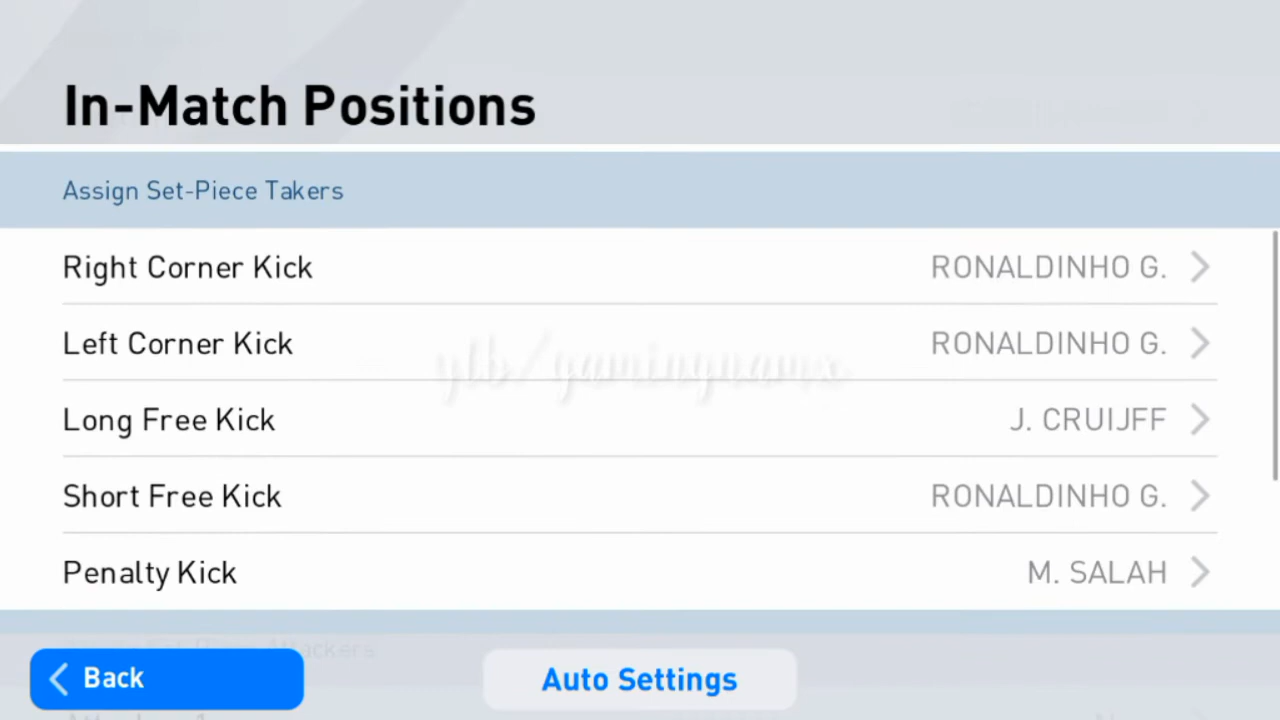 In-Match Positions
Assign Set-Piece Takers
Right Corner Kick RONALDINHO G.
Left Corner Kick RONALDINHO G.
Long Free Kick J. CRUIJFF
Short Free Kick RONALDINHO G.
Penalty Kick M. SALAH
Back
Auto Settings